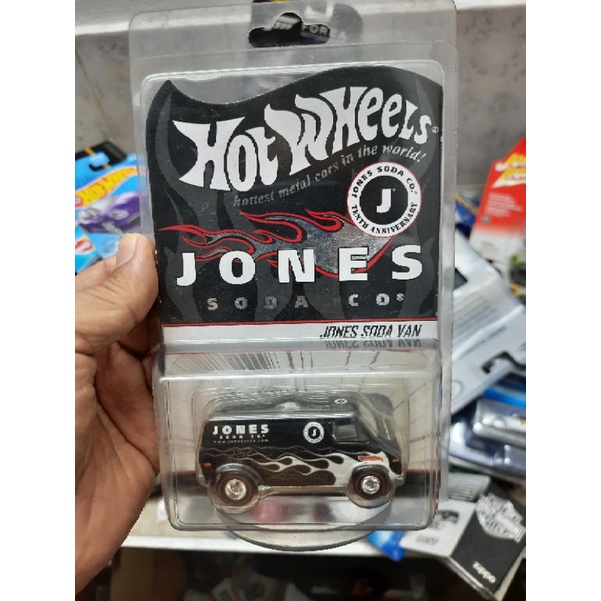 HOT WHEELS®
hottest metal cars in the world!
JONES SODA CO.
J
TENTH ANNIVERSARY
JONES
SODA CO®
JONES SODA VAN
JONES
SODA CO.
J
zippo